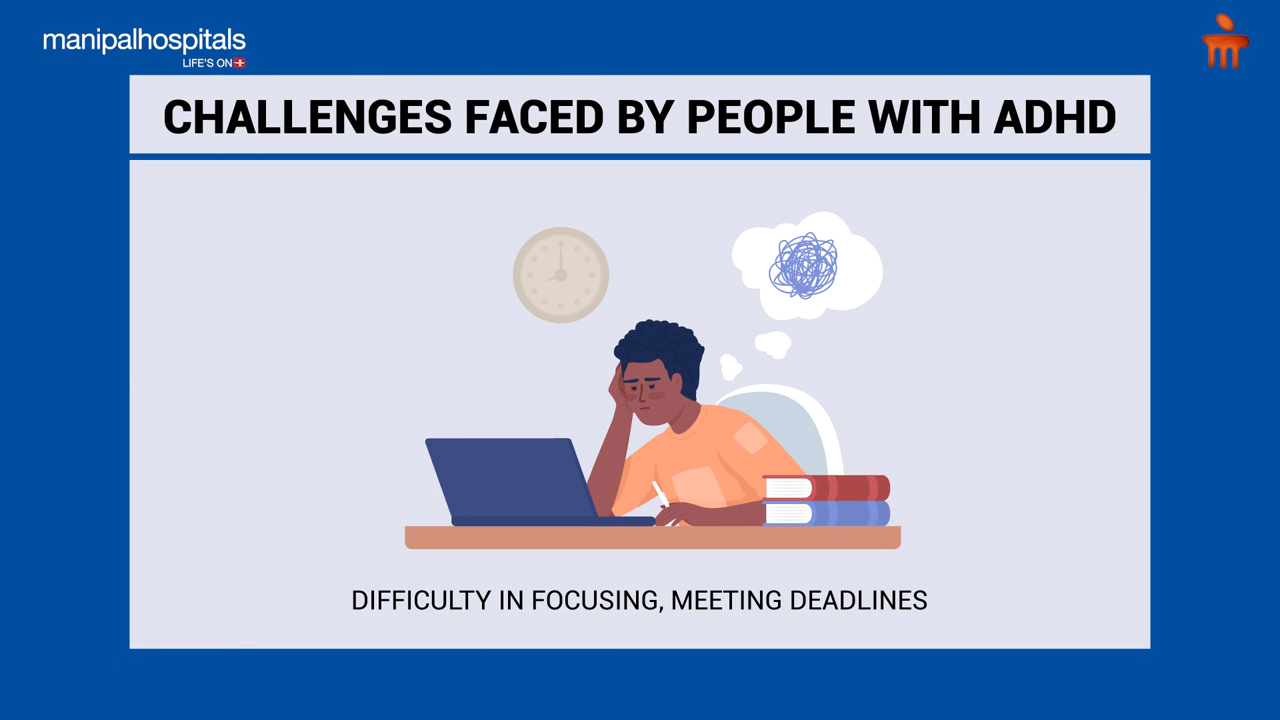 manipalhospitals
LIFE'S ON
CHALLENGES FACED BY PEOPLE WITH ADHD
DIFFICULTY IN FOCUSING, MEETING DEADLINES